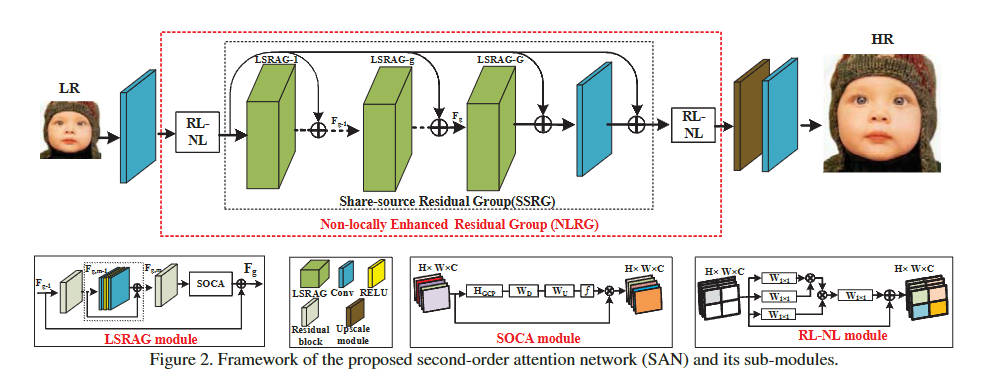 LR
HR
LSRAG-1
LSRAG-g
LSRAG-G
RL-
NL
F_{g-1}
F_g
RL-
NL
Share-source Residual Group(SSRG)
Non-locally Enhanced Residual Group (NLRG)
F_{g-1}
F_{g,m-1}
F_{g,m}
SOCA
F_g
LSRAG module
LSRAG
Conv
RELU
Residual
block
Upscale
module
H× W×C
H_{GCP}
W_D
W_U
f
H× W×C
SOCA module
H× W×C
W_{1×1}
W_{1×1}
W_{1×1}
W_{1×1}
H× W×C
RL-NL module
Figure 2. Framework of the proposed second-order attention network (SAN) and its sub-modules.